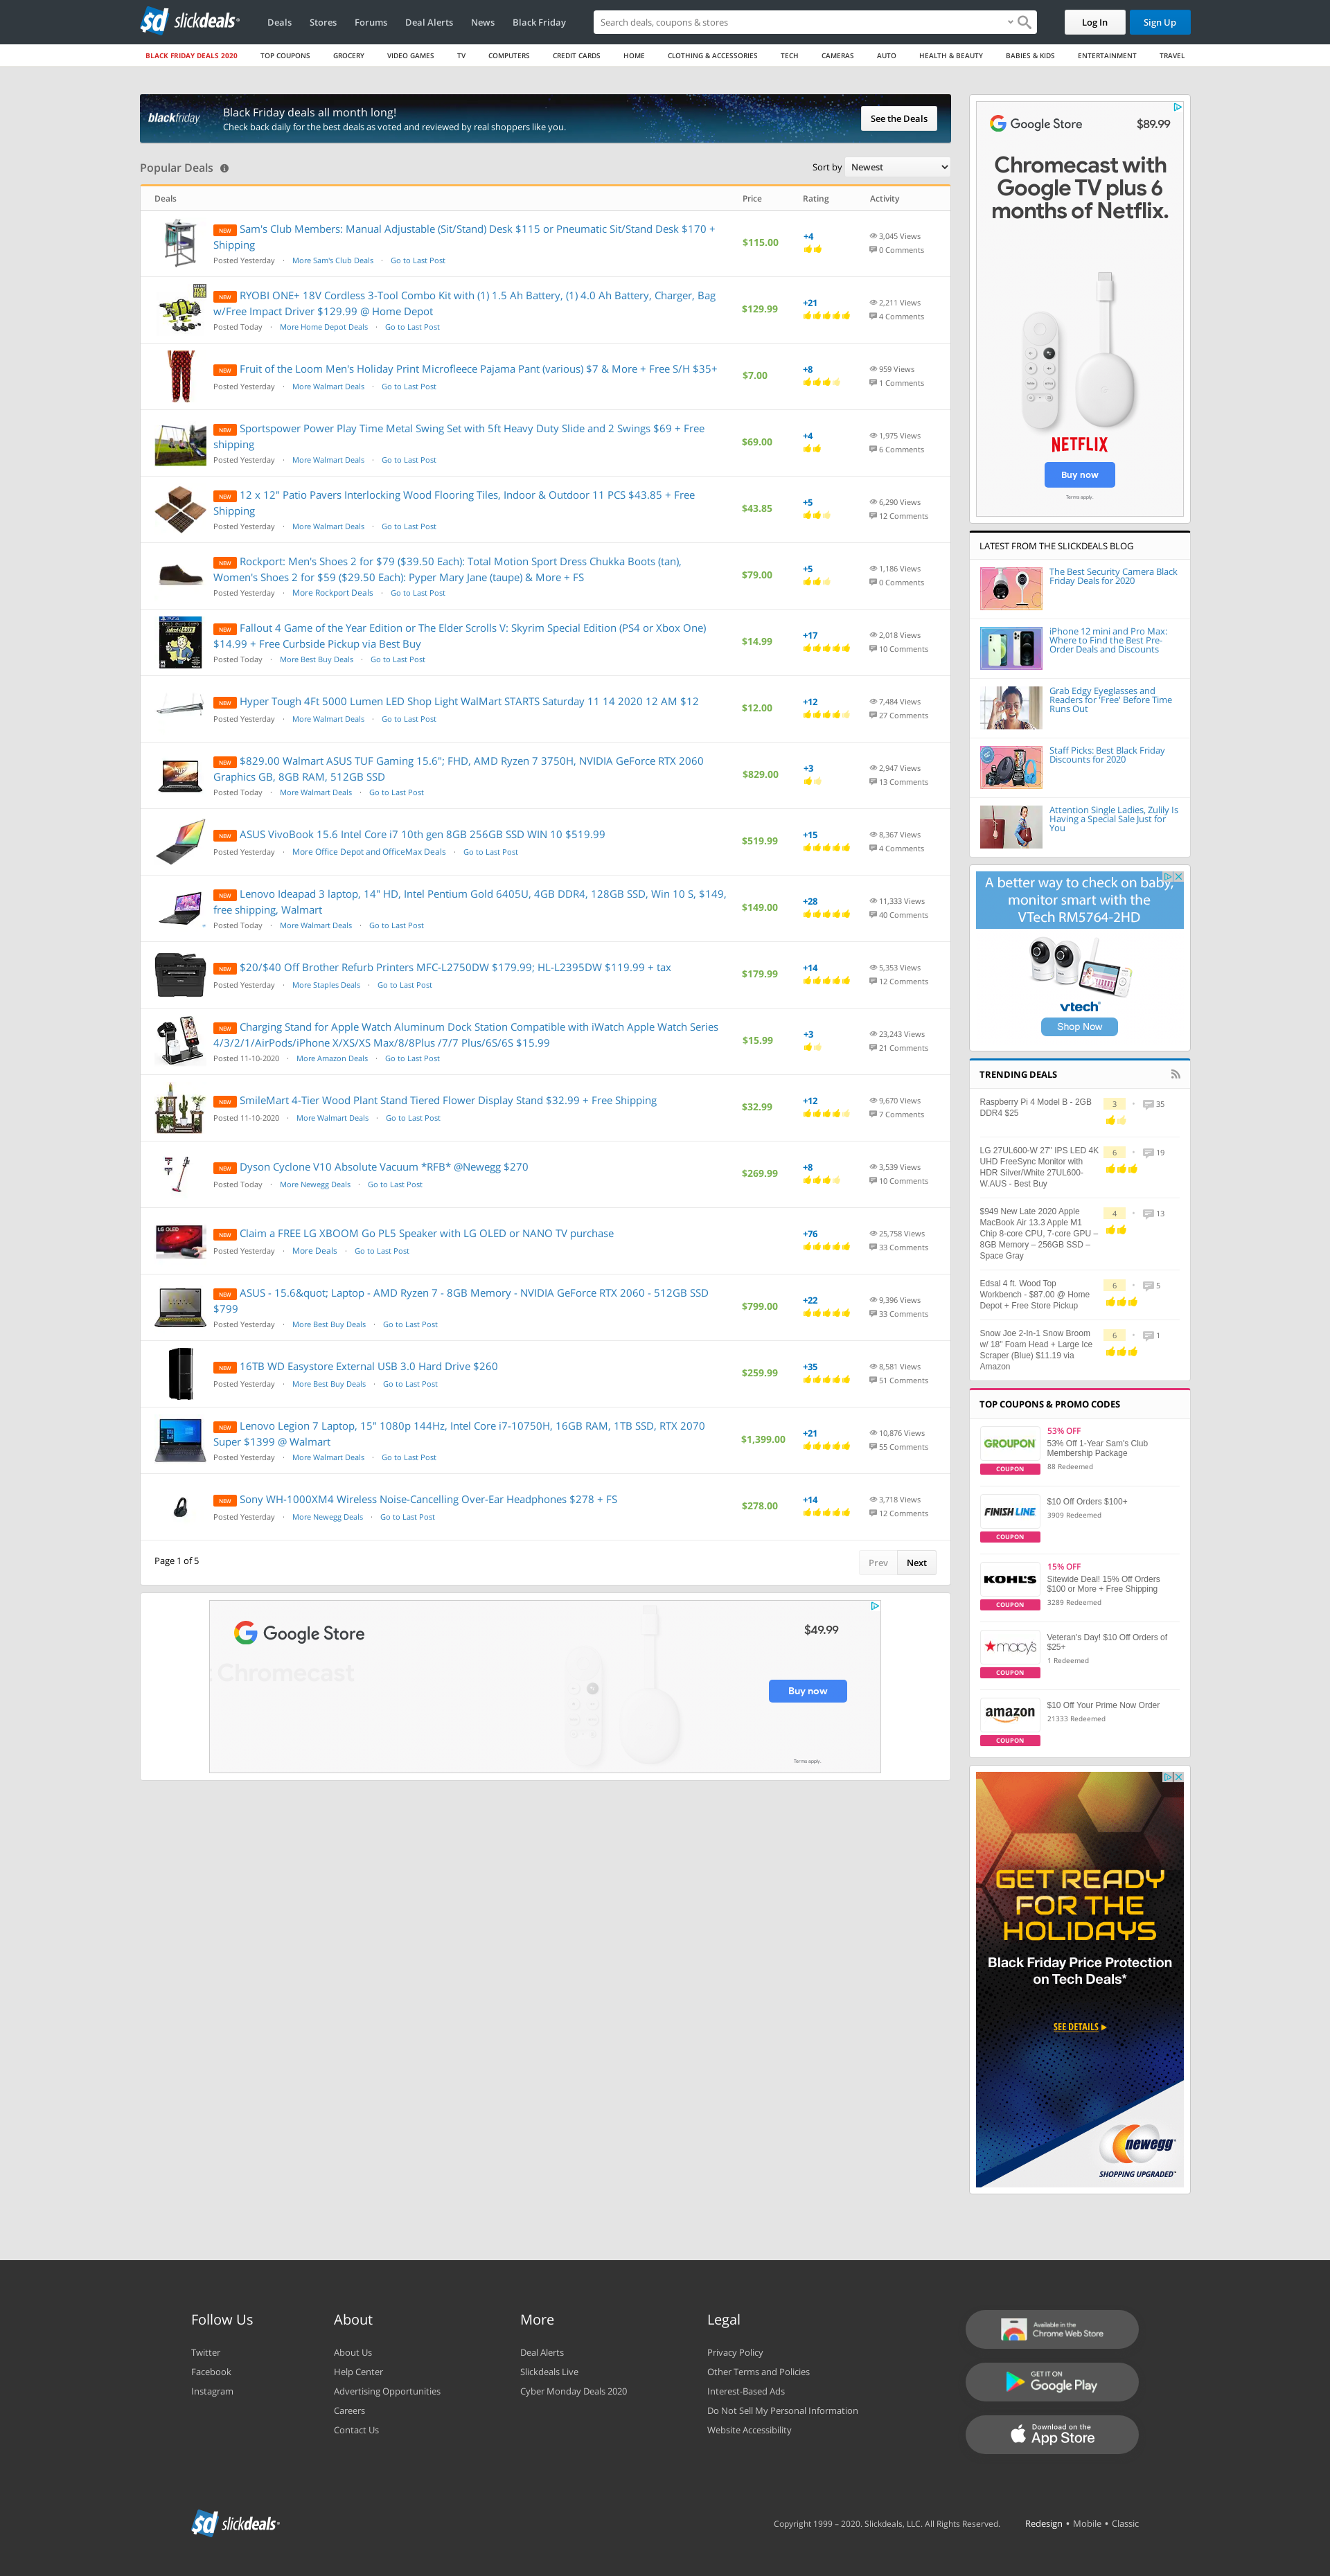 slickdeals
Deals
Stores
Forums
Deal Alerts
News
Black Friday
Search deals, coupons & stores
Log In
Sign Up
BLACK FRIDAY DEALS 2020
TOP COUPONS
GROCERY
VIDEO GAMES
TV
COMPUTERS
CREDIT CARDS
HOME
CLOTHING & ACCESSORIES
TECH
CAMERAS
AUTO
HEALTH & BEAUTY
BABIES & KIDS
ENTERTAINMENT
TRAVEL
blackfriday
Black Friday deals all month long!
Check back daily for the best deals as voted and reviewed by real shoppers like you.
See the Deals
Popular Deals
Sort by Newest
Deals Price Rating Activity
NEW Sam's Club Members: Manual Adjustable (Sit/Stand) Desk $115 or Pneumatic Sit/Stand Desk $170 +
Shipping
Posted Yesterday · More Sam's Club Deals · Go to Last Post
$115.00
+4
3,045 Views
0 Comments
NEW RYOBI ONE+ 18V Cordless 3-Tool Combo Kit with (1) 1.5 Ah Battery, (1) 4.0 Ah Battery, Charger, Bag
w/Free Impact Driver $129.99 @ Home Depot
Posted Today · More Home Depot Deals · Go to Last Post
$129.99
+21
2,211 Views
4 Comments
NEW Fruit of the Loom Men's Holiday Print Microfleece Pajama Pant (various) $7 & More + Free S/H $35+
Posted Yesterday · More Walmart Deals · Go to Last Post
$7.00
+8
959 Views
1 Comments
NEW Sportspower Power Play Time Metal Swing Set with 5ft Heavy Duty Slide and 2 Swings $69 + Free
shipping
Posted Yesterday · More Walmart Deals · Go to Last Post
$69.00
+4
1,975 Views
6 Comments
NEW 12 x 12" Patio Pavers Interlocking Wood Flooring Tiles, Indoor & Outdoor 11 PCS $43.85 + Free
Shipping
Posted Yesterday · More Walmart Deals · Go to Last Post
$43.85
+5
6,290 Views
12 Comments
NEW Rockport: Men's Shoes 2 for $79 ($39.50 Each): Total Motion Sport Dress Chukka Boots (tan),
Women's Shoes 2 for $59 ($29.50 Each): Pyper Mary Jane (taupe) & More + FS
Posted Yesterday · More Rockport Deals · Go to Last Post
$79.00
+5
1,186 Views
0 Comments
NEW Fallout 4 Game of the Year Edition or The Elder Scrolls V: Skyrim Special Edition (PS4 or Xbox One)
$14.99 + Free Curbside Pickup via Best Buy
Posted Today · More Best Buy Deals · Go to Last Post
$14.99
+17
2,018 Views
10 Comments
NEW Hyper Tough 4Ft 5000 Lumen LED Shop Light WalMart STARTS Saturday 11 14 2020 12 AM $12
Posted Yesterday · More Walmart Deals · Go to Last Post
$12.00
+12
7,484 Views
27 Comments
NEW $829.00 Walmart ASUS TUF Gaming 15.6"; FHD, AMD Ryzen 7 3750H, NVIDIA GeForce RTX 2060
Graphics GB, 8GB RAM, 512GB SSD
Posted Today · More Walmart Deals · Go to Last Post
$829.00
+3
2,947 Views
13 Comments
NEW ASUS VivoBook 15.6 Intel Core i7 10th gen 8GB 256GB SSD WIN 10 $519.99
Posted Yesterday · More Office Depot and OfficeMax Deals · Go to Last Post
$519.99
+15
8,367 Views
4 Comments
NEW Lenovo Ideapad 3 laptop, 14" HD, Intel Pentium Gold 6405U, 4GB DDR4, 128GB SSD, Win 10 S, $149,
free shipping, Walmart
Posted Today · More Walmart Deals · Go to Last Post
$149.00
+28
11,333 Views
40 Comments
NEW $20/$40 Off Brother Refurb Printers MFC-L2750DW $179.99; HL-L2395DW $119.99 + tax
Posted Yesterday · More Staples Deals · Go to Last Post
$179.99
+14
5,353 Views
12 Comments
NEW Charging Stand for Apple Watch Aluminum Dock Station Compatible with iWatch Apple Watch Series
4/3/2/1/AirPods/iPhone X/XS/XS Max/8/8Plus /7/7 Plus/6S/6S $15.99
Posted 11-10-2020 · More Amazon Deals · Go to Last Post
$15.99
+3
23,243 Views
21 Comments
NEW SmileMart 4-Tier Wood Plant Stand Tiered Flower Display Stand $32.99 + Free Shipping
Posted 11-10-2020 · More Walmart Deals · Go to Last Post
$32.99
+12
9,670 Views
7 Comments
NEW Dyson Cyclone V10 Absolute Vacuum *RFB* @Newegg $270
Posted Today · More Newegg Deals · Go to Last Post
$269.99
+8
3,539 Views
10 Comments
NEW Claim a FREE LG XBOOM Go PL5 Speaker with LG OLED or NANO TV purchase
Posted Yesterday · More Deals · Go to Last Post
+76
25,758 Views
33 Comments
NEW ASUS - 15.6&quot; Laptop - AMD Ryzen 7 - 8GB Memory - NVIDIA GeForce RTX 2060 - 512GB SSD
$799
Posted Yesterday · More Best Buy Deals · Go to Last Post
$799.00
+22
9,396 Views
33 Comments
NEW 16TB WD Easystore External USB 3.0 Hard Drive $260
Posted Yesterday · More Best Buy Deals · Go to Last Post
$259.99
+35
8,581 Views
51 Comments
NEW Lenovo Legion 7 Laptop, 15" 1080p 144Hz, Intel Core i7-10750H, 16GB RAM, 1TB SSD, RTX 2070
Super $1399 @ Walmart
Posted Yesterday · More Walmart Deals · Go to Last Post
$1,399.00
+21
10,876 Views
55 Comments
NEW Sony WH-1000XM4 Wireless Noise-Cancelling Over-Ear Headphones $278 + FS
Posted Yesterday · More Newegg Deals · Go to Last Post
$278.00
+14
3,718 Views
12 Comments
Page 1 of 5
Prev
Next
Google Store
$49.99
Chromecast
Buy now
Terms apply.
Google Store
$89.99
Chromecast with
Google TV plus 6
months of Netflix.
NETFLIX
Buy now
Terms apply.
LATEST FROM THE SLICKDEALS BLOG
The Best Security Camera Black
Friday Deals for 2020
iPhone 12 mini and Pro Max:
Where to Find the Best Pre-
Order Deals and Discounts
Grab Edgy Eyeglasses and
Readers for 'Free' Before Time
Runs Out
Staff Picks: Best Black Friday
Discounts for 2020
Attention Single Ladies, Zulily Is
Having a Special Sale Just for
You
A better way to check on baby,
monitor smart with the
VTech RM5764-2HD
vtech
Shop Now
TRENDING DEALS
Raspberry Pi 4 Model B - 2GB
DDR4 $25
3 · 35
LG 27UL600-W 27" IPS LED 4K
UHD FreeSync Monitor with
HDR Silver/White 27UL600-
W.AUS - Best Buy
6 · 19
$949 New Late 2020 Apple
MacBook Air 13.3 Apple M1
Chip 8-core CPU, 7-core GPU –
8GB Memory – 256GB SSD –
Space Gray
4 · 13
Edsal 4 ft. Wood Top
Workbench - $87.00 @ Home
Depot + Free Store Pickup
6 · 5
Snow Joe 2-In-1 Snow Broom
w/ 18" Foam Head + Large Ice
Scraper (Blue) $11.19 via
Amazon
6 · 1
TOP COUPONS & PROMO CODES
GROUPON
COUPON
53% OFF
53% Off 1-Year Sam's Club
Membership Package
88 Redeemed
FINISH LINE
COUPON
$10 Off Orders $100+
3909 Redeemed
KOHL'S
COUPON
15% OFF
Sitewide Deal! 15% Off Orders
$100 or More + Free Shipping
3289 Redeemed
macy's
COUPON
Veteran's Day! $10 Off Orders of
$25+
1 Redeemed
amazon
COUPON
$10 Off Your Prime Now Order
21333 Redeemed
GET READY
FOR THE
HOLIDAYS
Black Friday Price Protection
on Tech Deals*
SEE DETAILS
newegg
SHOPPING UPGRADED
Follow Us
Twitter
Facebook
Instagram
About
About Us
Help Center
Advertising Opportunities
Careers
Contact Us
More
Deal Alerts
Slickdeals Live
Cyber Monday Deals 2020
Legal
Privacy Policy
Other Terms and Policies
Interest-Based Ads
Do Not Sell My Personal Information
Website Accessibility
Available in the
Chrome Web Store
GET IT ON
Google Play
Download on the
App Store
slickdeals
Copyright 1999 – 2020. Slickdeals, LLC. All Rights Reserved.
Redesign • Mobile • Classic